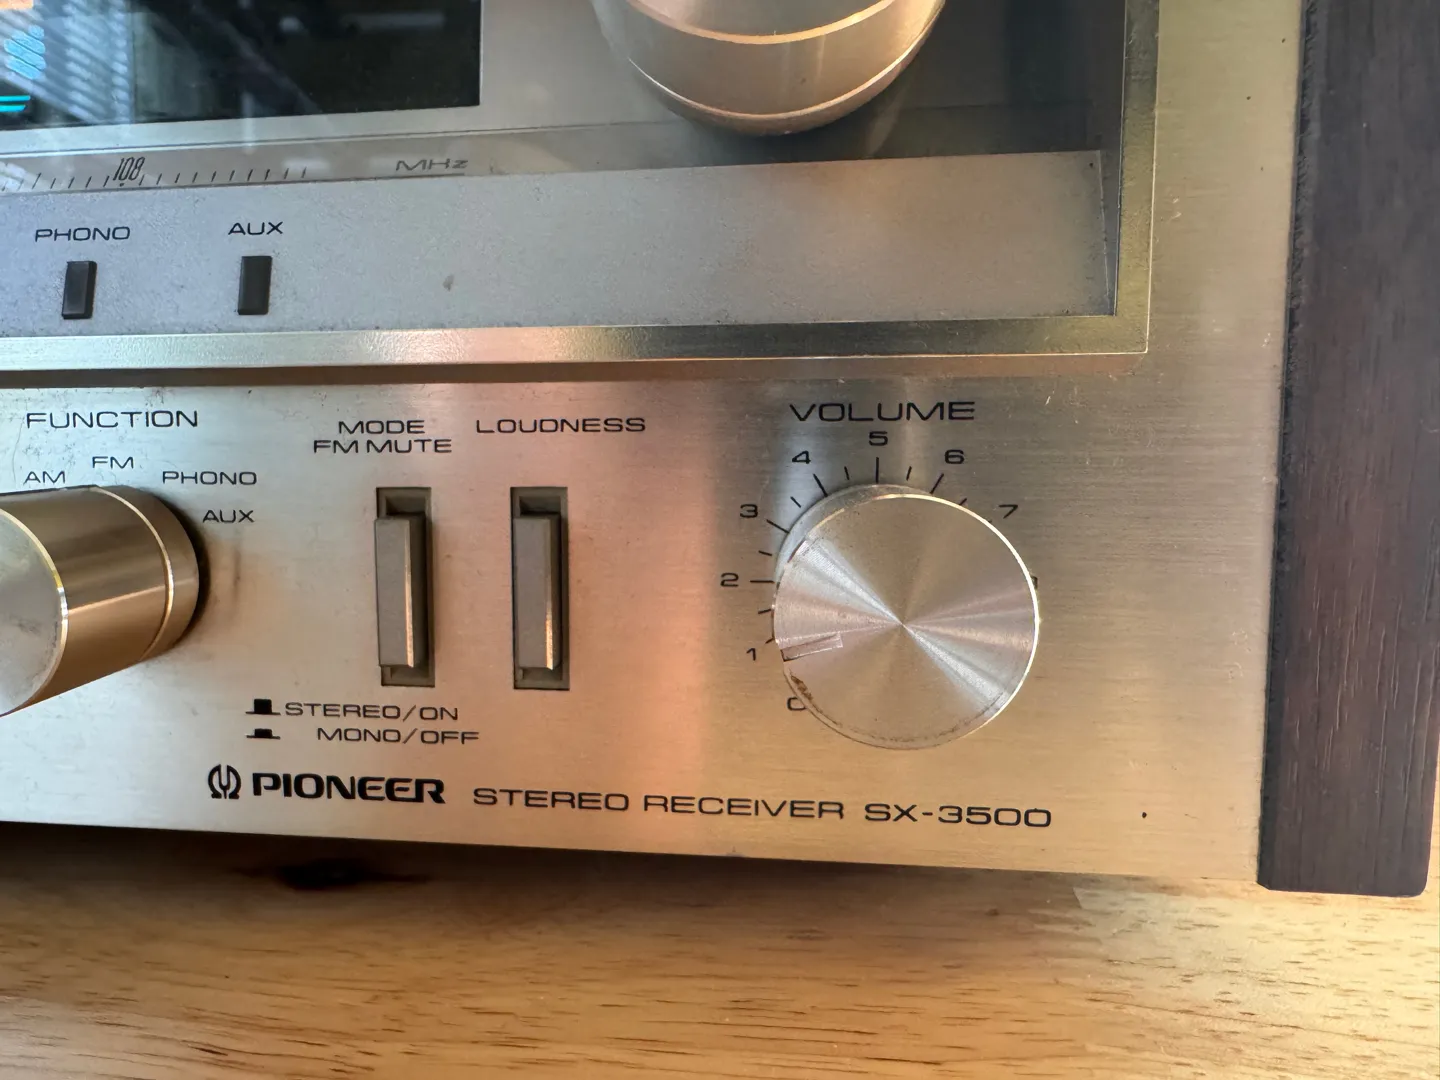 108 MHz
PHONO AUX
FUNCTION
AM FM PHONO AUX
MODE
FM MUTE
LOUDNESS
STEREO/ON
MONO/OFF
VOLUME
0 1 2 3 4 5 6 7
PIONEER STEREO RECEIVER SX-3500